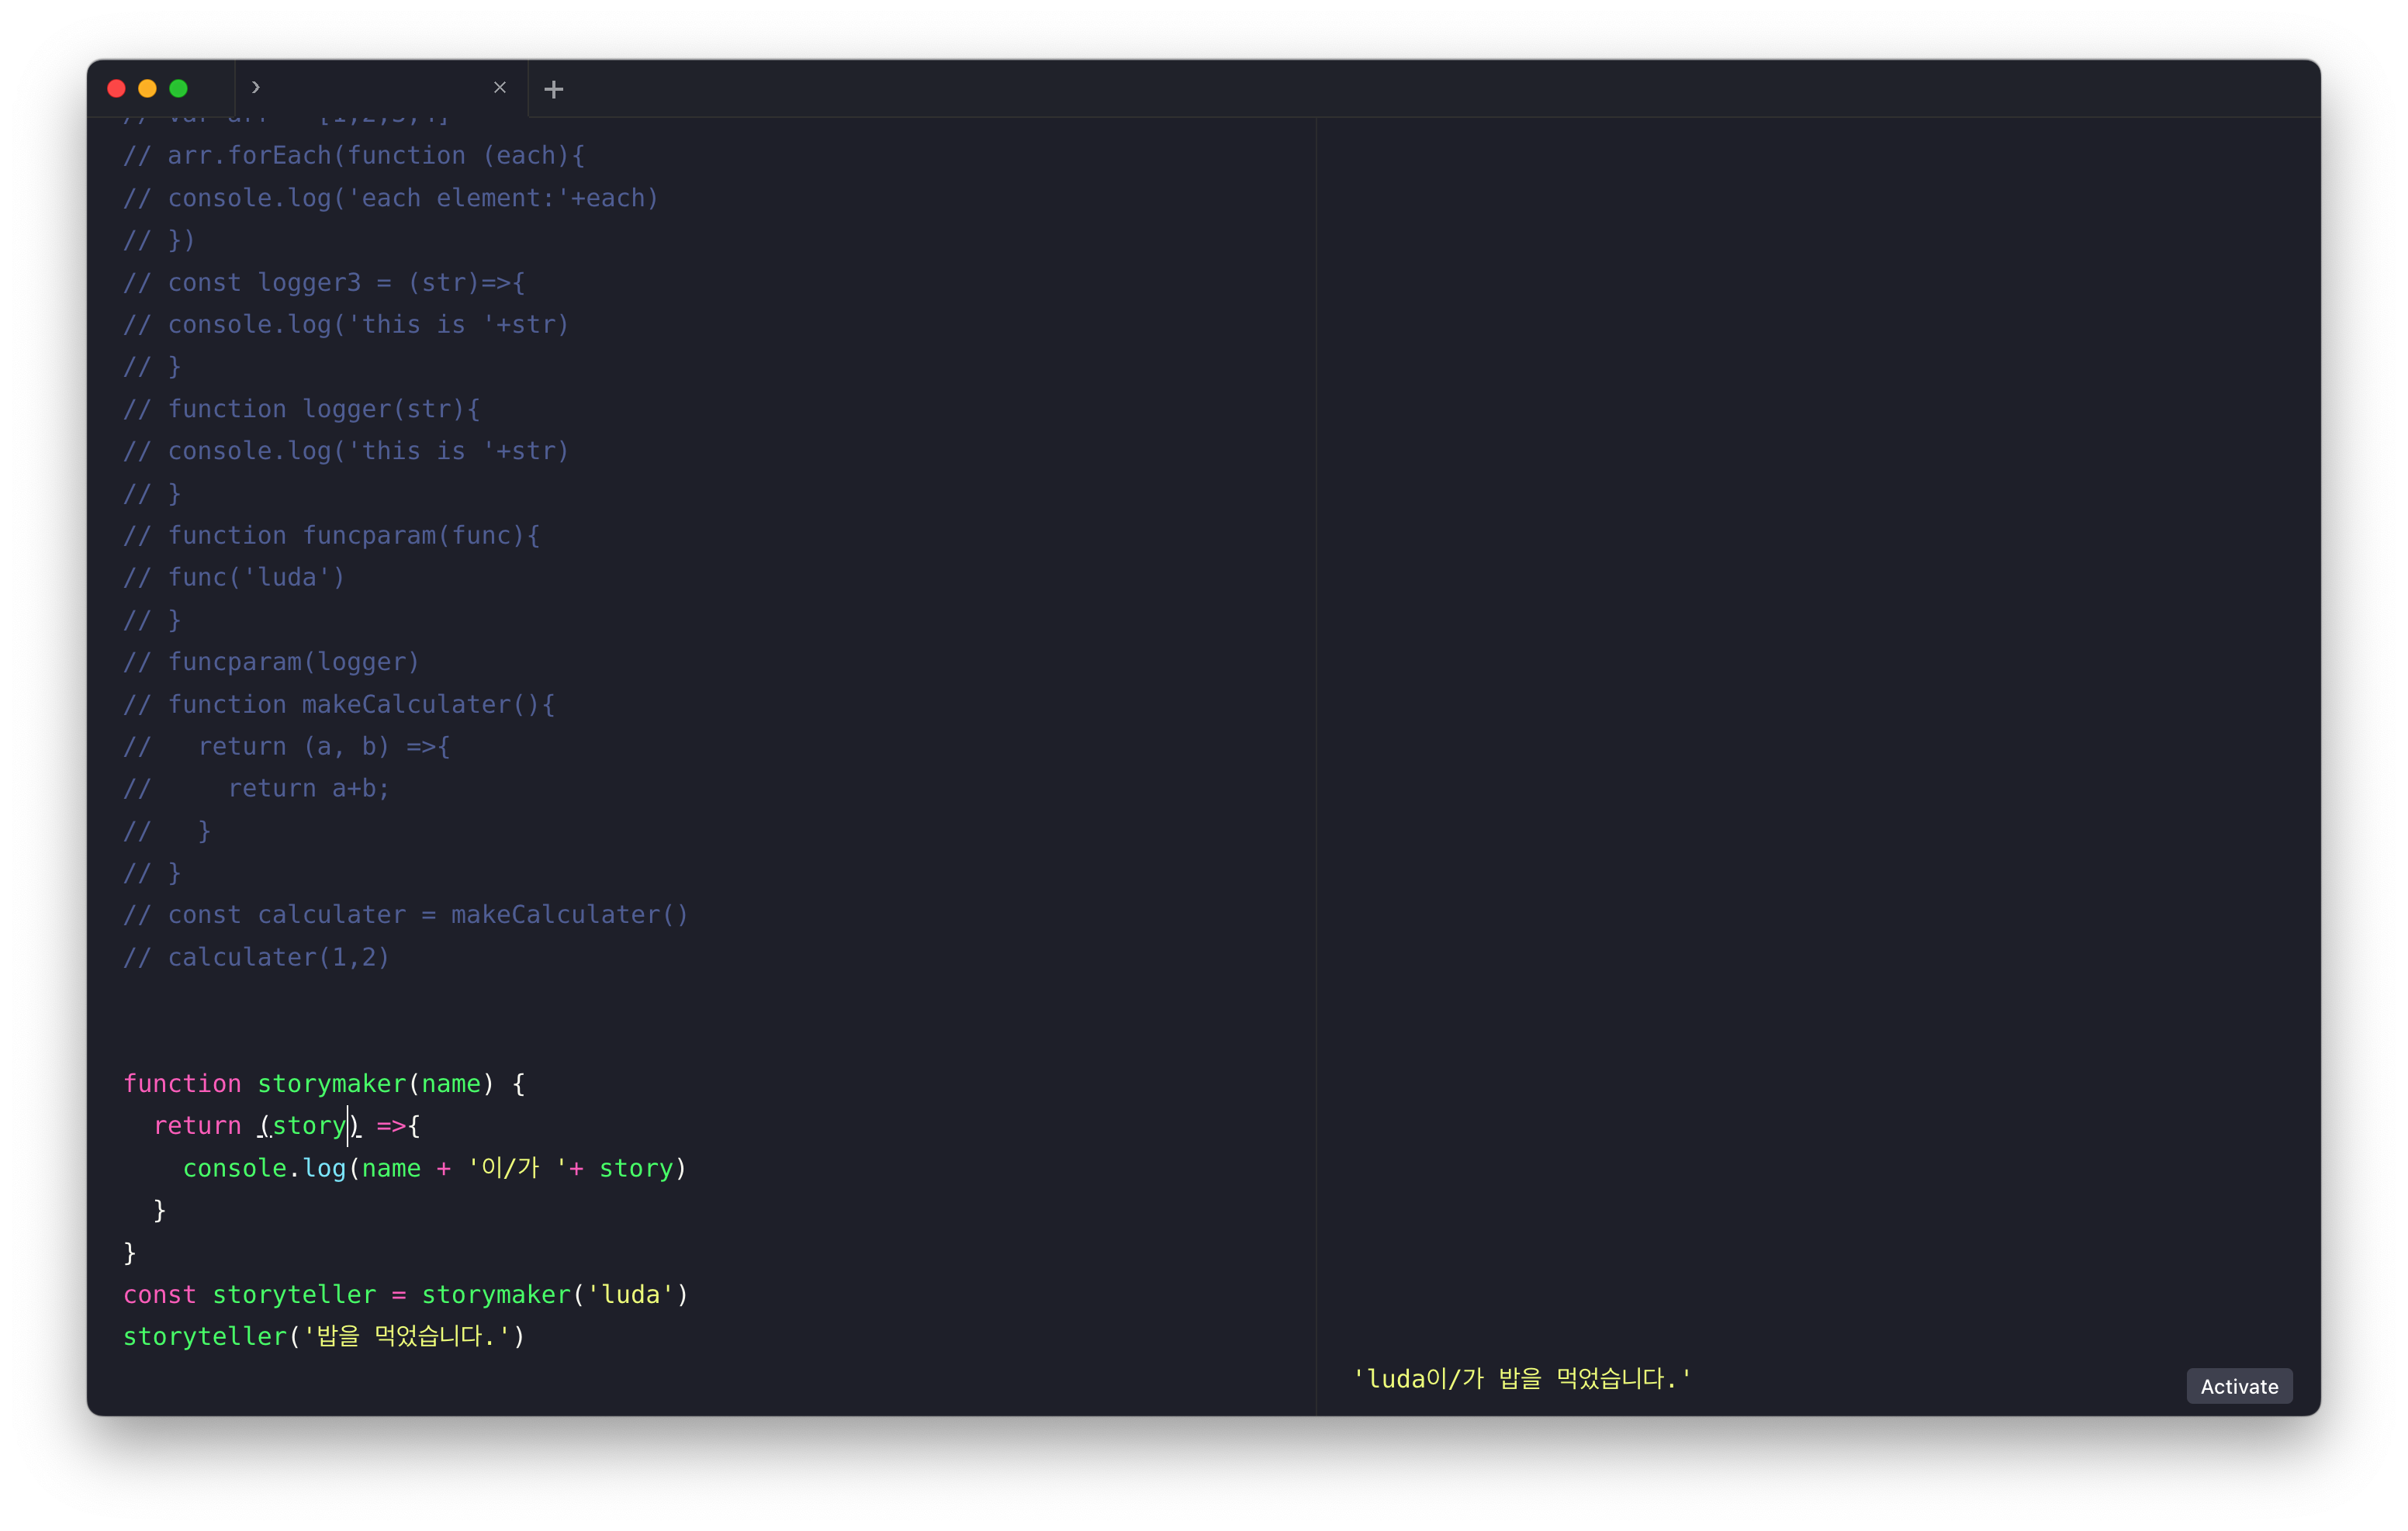 // arr.forEach(function (each){
// console.log('each element:'+each)
// })
// const logger3 = (str)=>{
// console.log('this is '+str)
// }
// function logger(str){
// console.log('this is '+str)
// }
// function funcparam(func){
// func('luda')
// }
// funcparam(logger)
// function makeCalculater(){
//   return (a, b) =>{
//     return a+b;
//   }
// }
// const calculater = makeCalculater()
// calculater(1,2)
function storymaker(name) {
  return (story) =>{
    console.log(name + '이/가 '+ story)
  }
}
const storyteller = storymaker('luda')
storyteller('밥을 먹었습니다.')
'luda이/가 밥을 먹었습니다.'
Activate